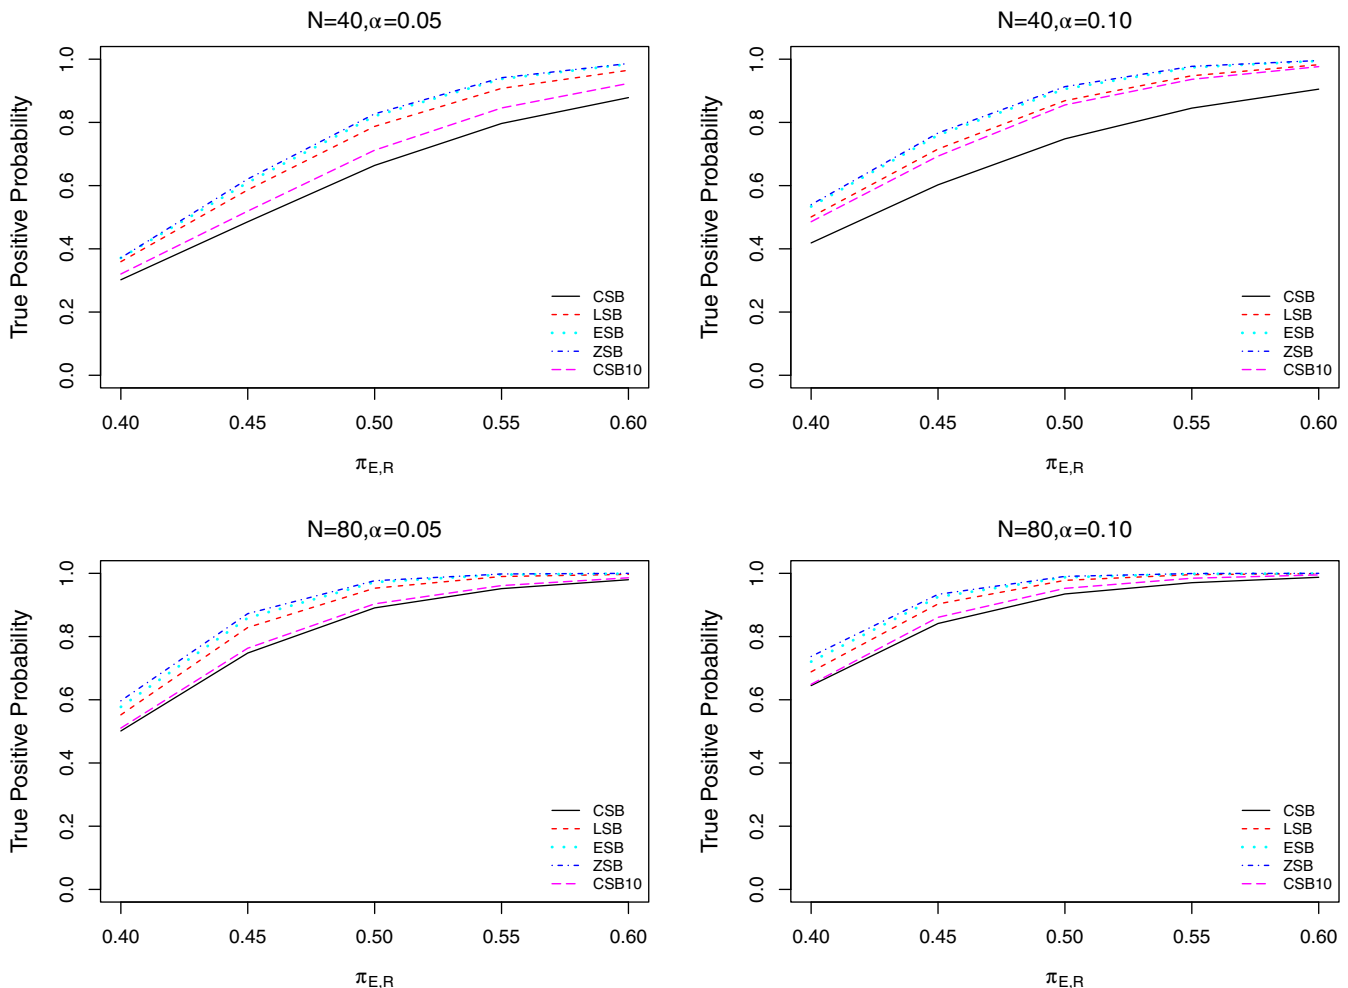 N=40,α=0.05
True Positive Probability
1.0
0.8
0.6
0.4
0.2
0.0
CSB
LSB
ESB
ZSB
CSB10
0.40 0.45 0.50 0.55 0.60
πE,R
N=40,α=0.10
True Positive Probability
1.0
0.8
0.6
0.4
0.2
0.0
CSB
LSB
ESB
ZSB
CSB10
0.40 0.45 0.50 0.55 0.60
πE,R
N=80,α=0.05
True Positive Probability
1.0
0.8
0.6
0.4
0.2
0.0
CSB
LSB
ESB
ZSB
CSB10
0.40 0.45 0.50 0.55 0.60
πE,R
N=80,α=0.10
True Positive Probability
1.0
0.8
0.6
0.4
0.2
0.0
CSB
LSB
ESB
ZSB
CSB10
0.40 0.45 0.50 0.55 0.60
πE,R